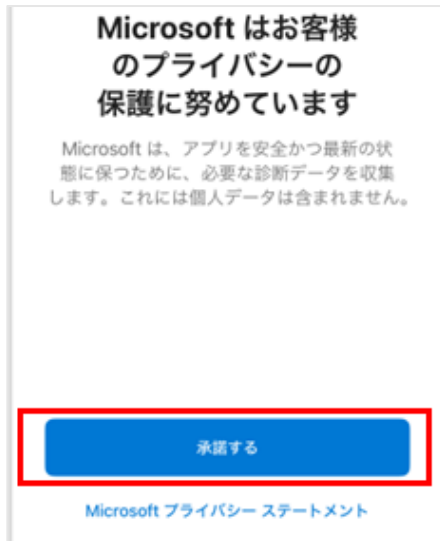 Microsoft はお客様
のプライバシーの
保護に努めています
Microsoft は、アプリを安全かつ最新の状
態に保つために、必要な診断データを収集
します。これには個人データは含まれません。
承諾する
Microsoft プライバシー ステートメント